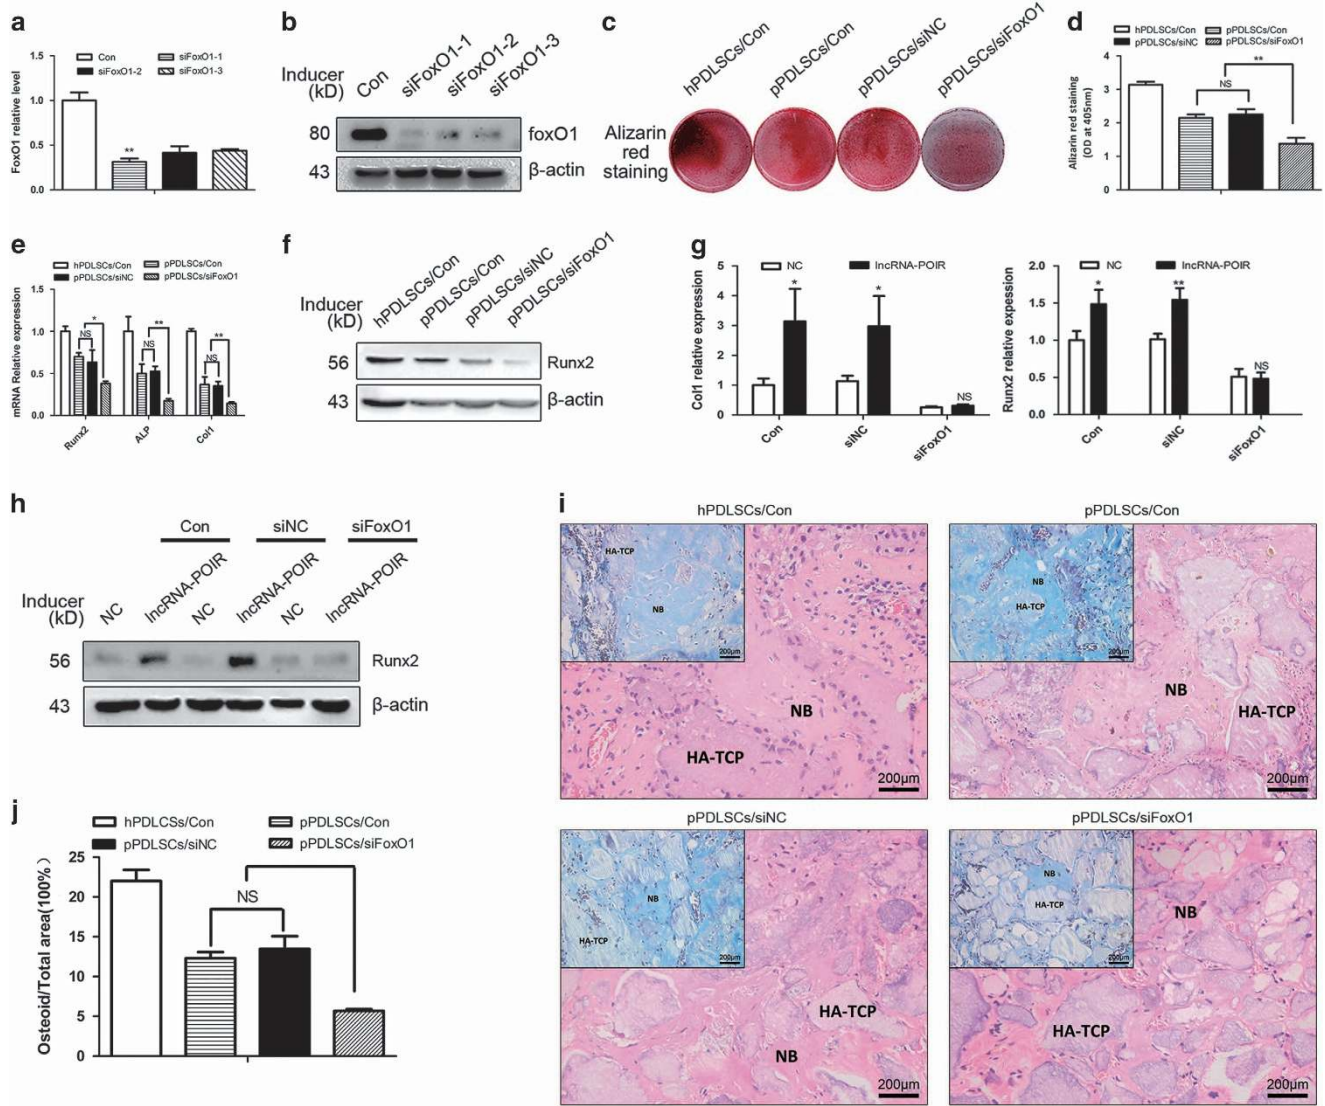 a
FoxO1 relative level
1.5
1.0
0.5
0.0
Con
siFoxO1-1
siFoxO1-2
siFoxO1-3
**
b
Inducer
(kD)
Con
siFoxO1-1
siFoxO1-2
siFoxO1-3
80
foxO1
43
β-actin
c
hPDLSCs/Con
pPDLSCs/Con
pPDLSCs/siNC
pPDLSCs/siFoxO1
Alizarin
red
staining
d
hPDLSCs/Con
pPDLSCs/Con
pPDLSCs/siNC
pPDLSCs/siFoxO1
Alizarin red staining
(OD at 405nm)
4
3
2
1
0
NS
**
e
hPDLSCs/Con
pPDLSCs/Con
pPDLSCs/siNC
pPDLSCs/siFoxO1
mRNA Relative expression
1.5
1.0
0.5
0.0
NS
*
NS
**
NS
**
Runx2
ALP
Col1
f
Inducer
(kD)
hPDLSCs/Con
pPDLSCs/Con
pPDLSCs/siNC
pPDLSCs/siFoxO1
56
Runx2
43
β-actin
g
NC
lncRNA-POIR
Col1 relative expression
5
4
3
2
1
0
*
*
NS
Con
siNC
siFoxO1
NC
lncRNA-POIR
Runx2 relative expession
2.0
1.5
1.0
0.5
0.0
*
**
NS
Con
siNC
siFoxO1
h
Con
siNC
siFoxO1
Inducer
(kD)
NC
lncRNA-POIR
NC
lncRNA-POIR
NC
lncRNA-POIR
56
Runx2
43
β-actin
i
hPDLSCs/Con
HA-TCP
NB
200μm
NB
HA-TCP
200μm
pPDLSCs/Con
NB
HA-TCP
200μm
NB
HA-TCP
200μm
pPDLSCs/siNC
NB
HA-TCP
200μm
HA-TCP
NB
200μm
pPDLSCs/siFoxO1
NB
HA-TCP
200μm
NB
HA-TCP
200μm
j
hPDLCSs/Con
pPDLSCs/Con
pPDLSCs/siNC
pPDLSCs/siFoxO1
Osteoid/Total area(100%)
25
20
15
10
5
0
NS